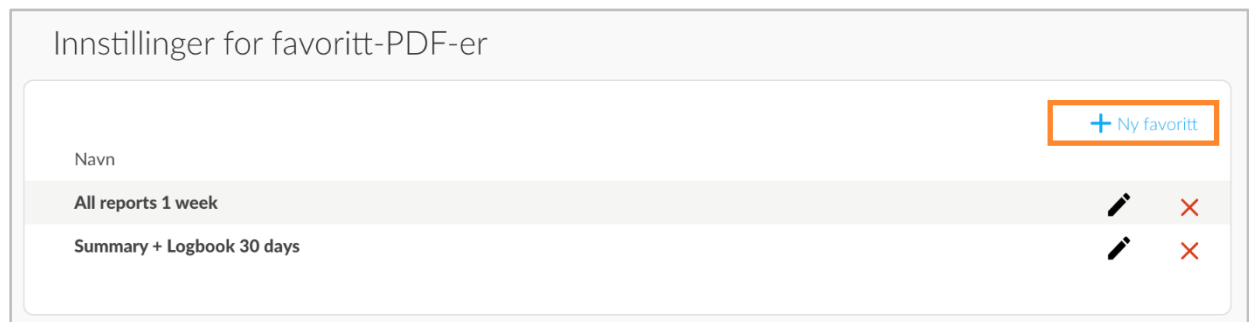 Innstillinger for favoritt-PDF-er
+ Ny favoritt
Navn
All reports 1 week
Summary + Logbook 30 days